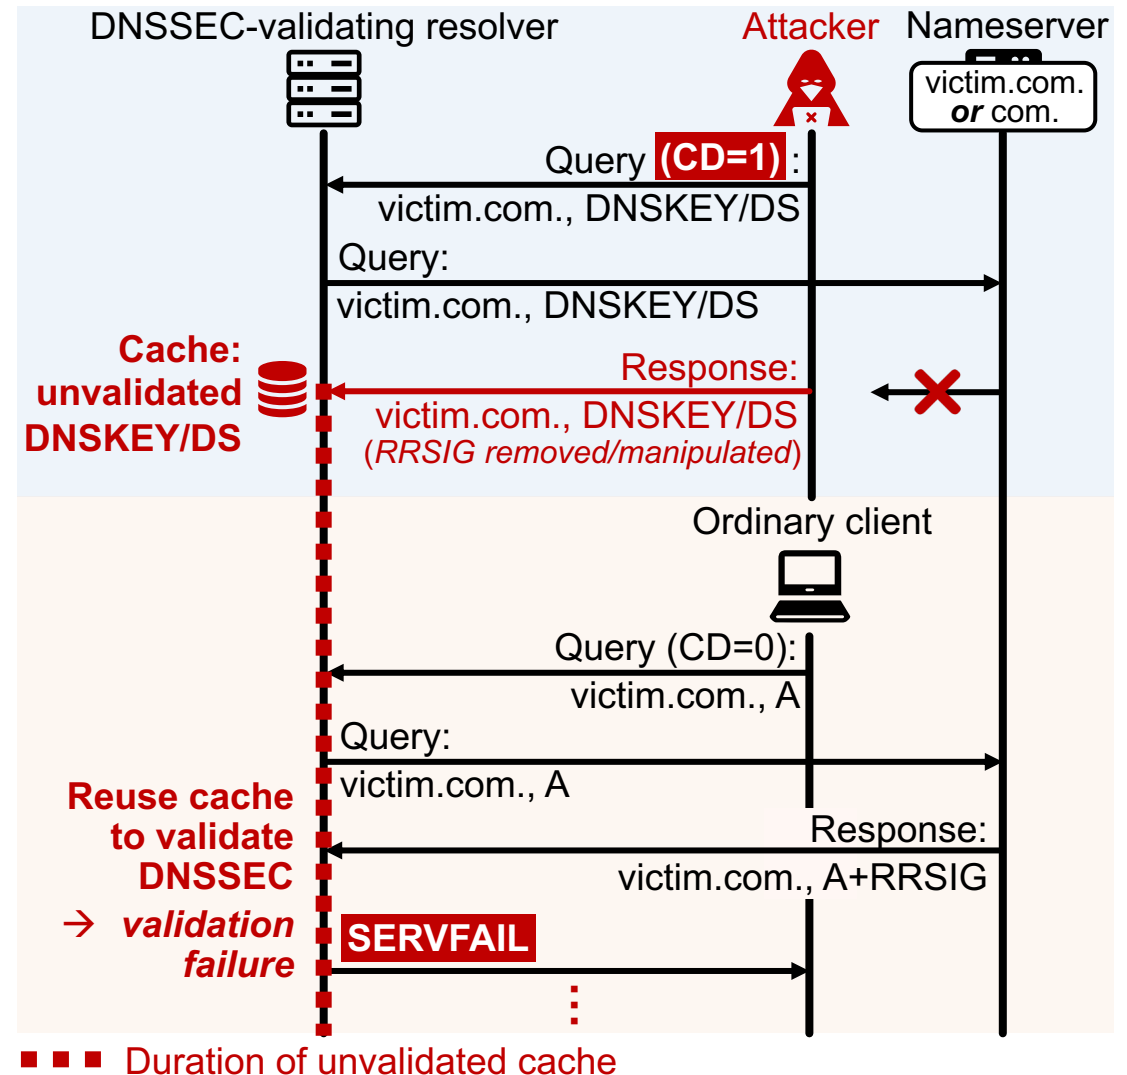 DNSSEC-validating resolver
Attacker
Nameserver
victim.com.
or com.
Query (CD=1) :
victim.com., DNSKEY/DS
Query:
victim.com., DNSKEY/DS
Cache:
unvalidated
DNSKEY/DS
Response:
victim.com., DNSKEY/DS
(RRSIG removed/manipulated)
Ordinary client
Query (CD=0):
victim.com., A
Query:
victim.com., A
Reuse cache
to validate
DNSSEC
→ validation
failure
Response:
victim.com., A+RRSIG
SERVFAIL
Duration of unvalidated cache